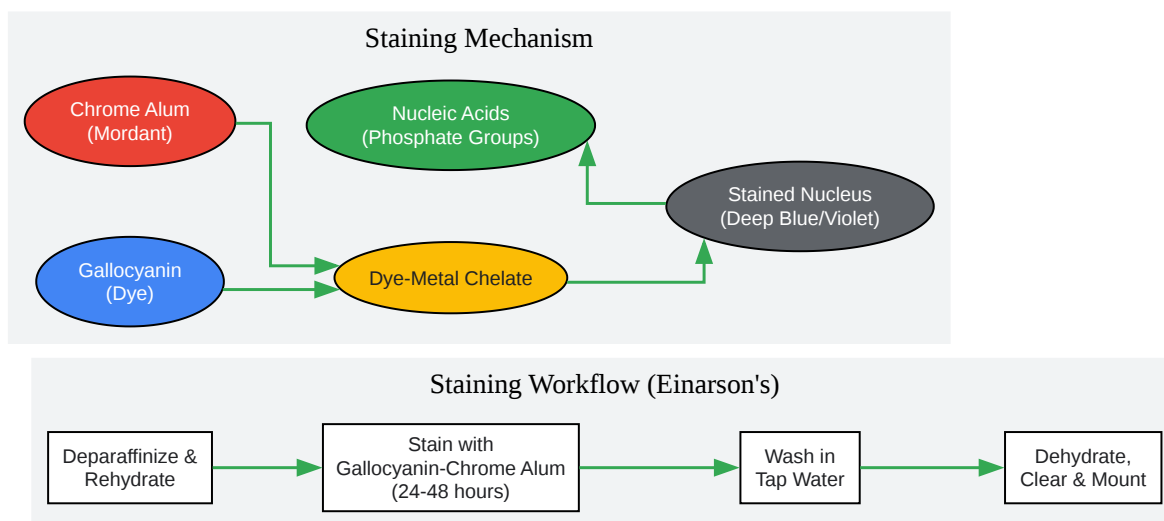 Staining Mechanism
Chrome Alum
(Mordant)
Nucleic Acids
(Phosphate Groups)
Stained Nucleus
(Deep Blue/Violet)
Gallocyanin
(Dye)
Dye-Metal Chelate
Staining Workflow (Einarson's)
Deparaffinize &
Rehydrate
Stain with
Gallocyanin-Chrome Alum
(24-48 hours)
Wash in
Tap Water
Dehydrate,
Clear & Mount